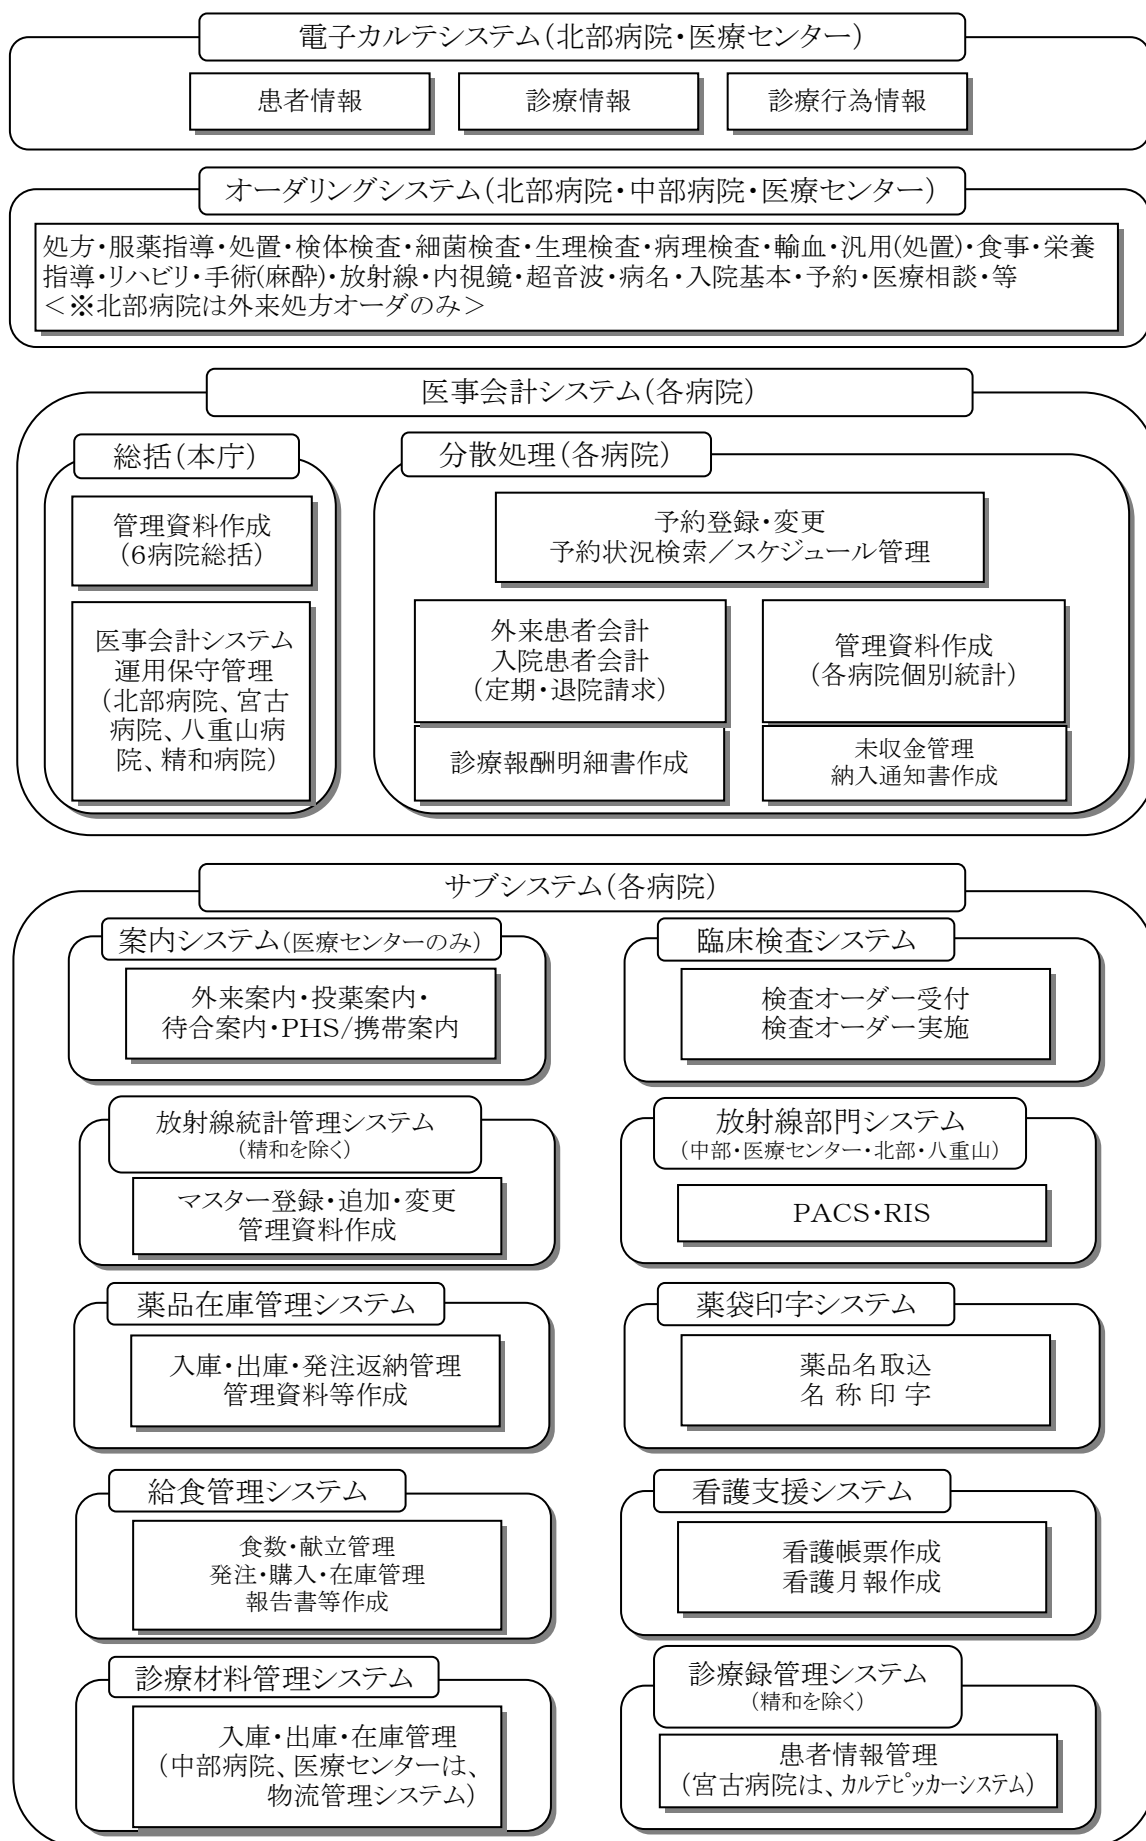 電子カルテシステム(北部病院・医療センター)
患者情報
診療情報
診療行為情報
オーダリングシステム(北部病院・中部病院・医療センター)
処方・服薬指導・処置・検体検査・細菌検査・生理検査・病理検査・輸血・汎用(処置)・食事・栄養
指導・リハビリ・手術(麻酔)・放射線・内視鏡・超音波・病名・入院基本・予約・医療相談・等
＜※北部病院は外来処方オーダのみ＞
医事会計システム(各病院)
総括(本庁)
管理資料作成
(6病院総括)
医事会計システム
運用保守管理
(北部病院、宮古
病院、八重山病
院、精和病院)
分散処理(各病院)
予約登録・変更
予約状況検索／スケジュール管理
外来患者会計
入院患者会計
(定期・退院請求)
管理資料作成
(各病院個別統計)
診療報酬明細書作成
未収金管理
納入通知書作成
サブシステム(各病院)
案内システム(医療センターのみ)
外来案内・投薬案内・
待合案内・PHS/携帯案内
臨床検査システム
検査オーダー受付
検査オーダー実施
放射線統計管理システム
(精和を除く)
マスター登録・追加・変更
管理資料作成
放射線部門システム
(中部・医療センター・北部・八重山)
PACS・RIS
薬品在庫管理システム
入庫・出庫・発注返納管理
管理資料等作成
薬袋印字システム
薬品名取込
名 称 印 字
給食管理システム
食数・献立管理
発注・購入・在庫管理
報告書等作成
看護支援システム
看護帳票作成
看護月報作成
診療材料管理システム
入庫・出庫・在庫管理
(中部病院、医療センターは、
物流管理システム)
診療録管理システム
(精和を除く)
患者情報管理
(宮古病院は、ｶﾙﾃﾋﾟｯｶｰシステム)